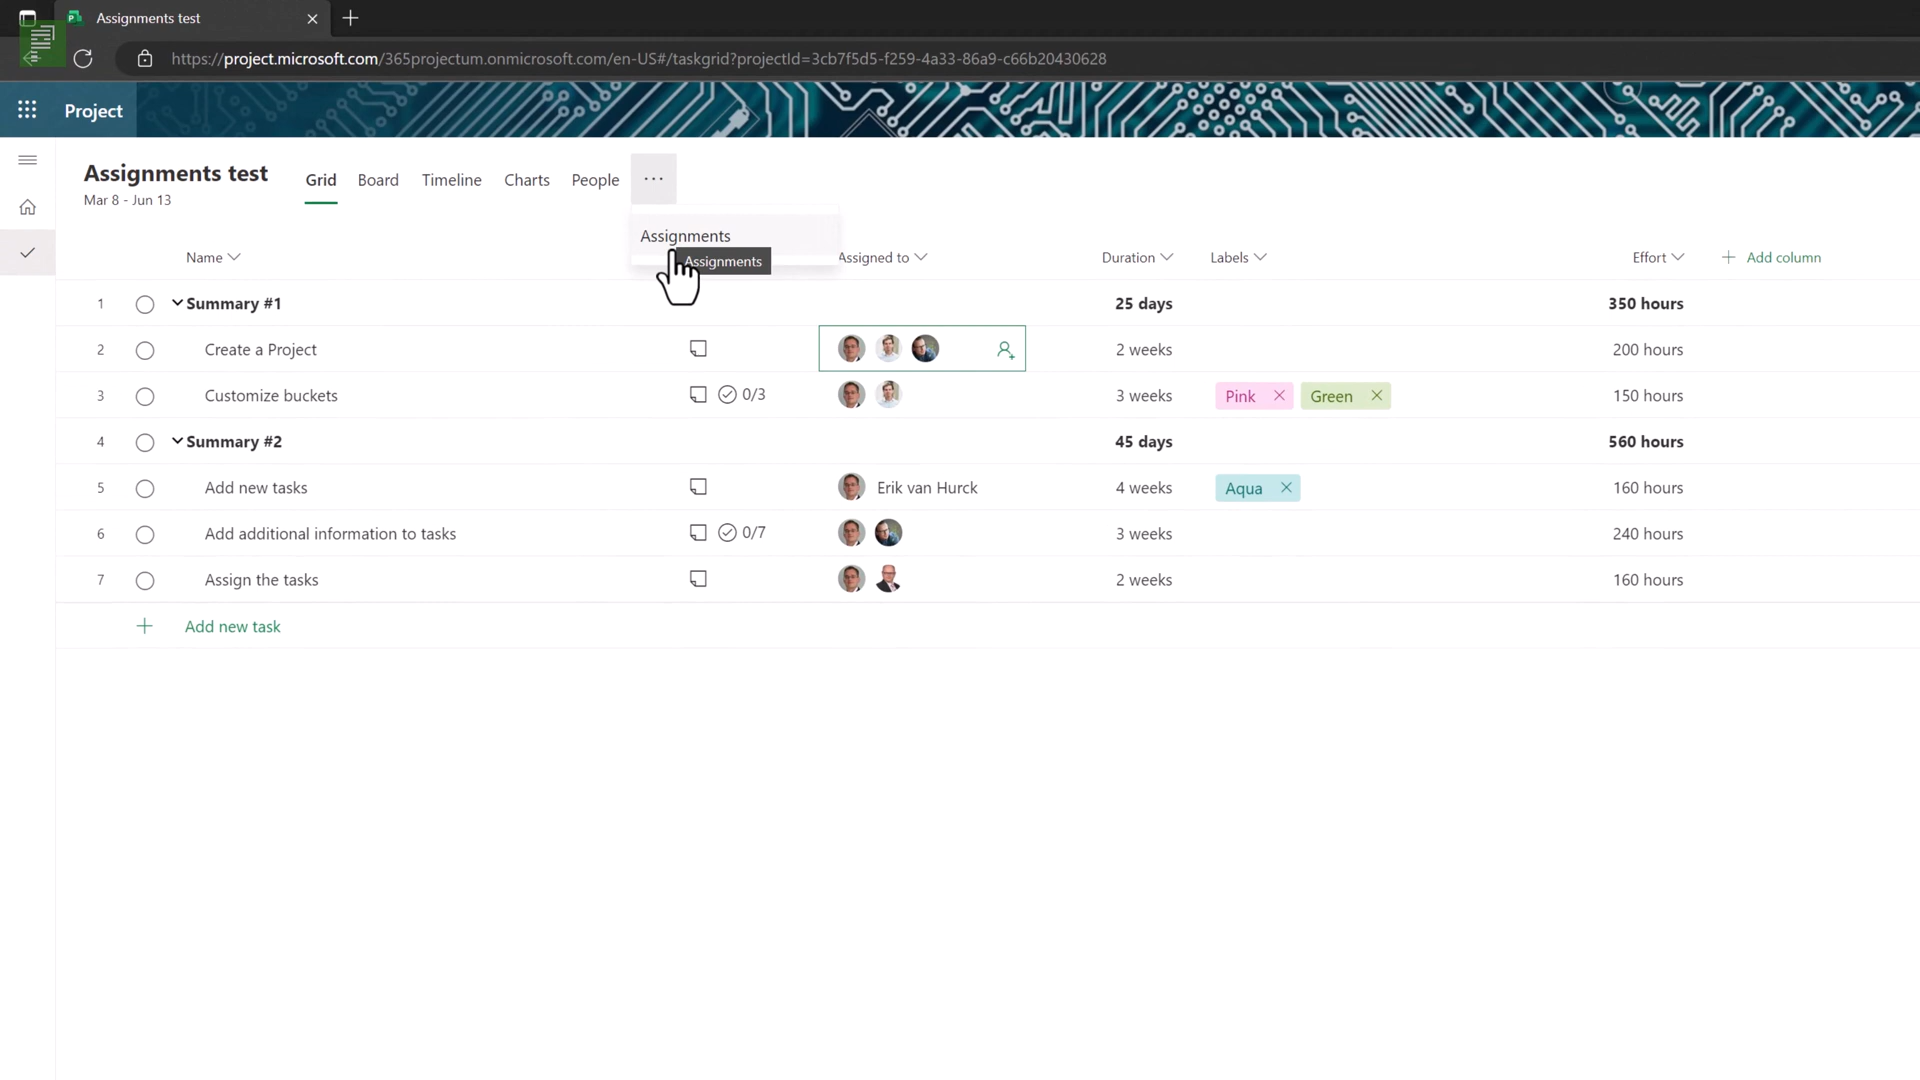 Assignments test
https://project.microsoft.com/365projectum.onmicrosoft.com/en-US#/taskgrid?projectId=3cb7f5d5-f259-4a33-86a9-c66b20430628
Project
Assignments test
Mar 8 - Jun 13
Grid Board Timeline Charts People ...
Assignments
Assignments
Name Assigned to Duration Labels Effort Add column
1 Summary #1 25 days 350 hours
2 Create a Project 2 weeks 200 hours
3 Customize buckets 0/3 3 weeks Pink Green 150 hours
4 Summary #2 45 days 560 hours
5 Add new tasks Erik van Hurck 4 weeks Aqua 160 hours
6 Add additional information to tasks 0/7 3 weeks 240 hours
7 Assign the tasks 2 weeks 160 hours
Add new task